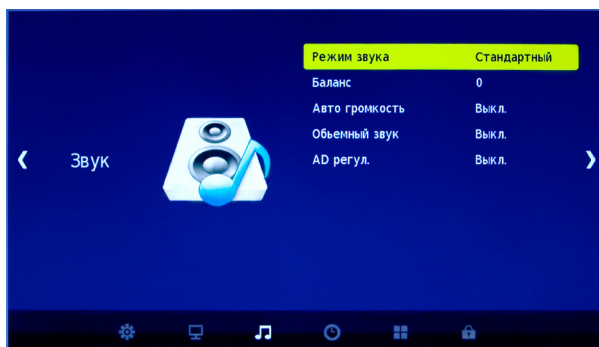 Режим звука Стандартный
Баланс 0
Авто громкость Выкл.
Обьемный звук Выкл.
Звук
AD регул. Выкл.